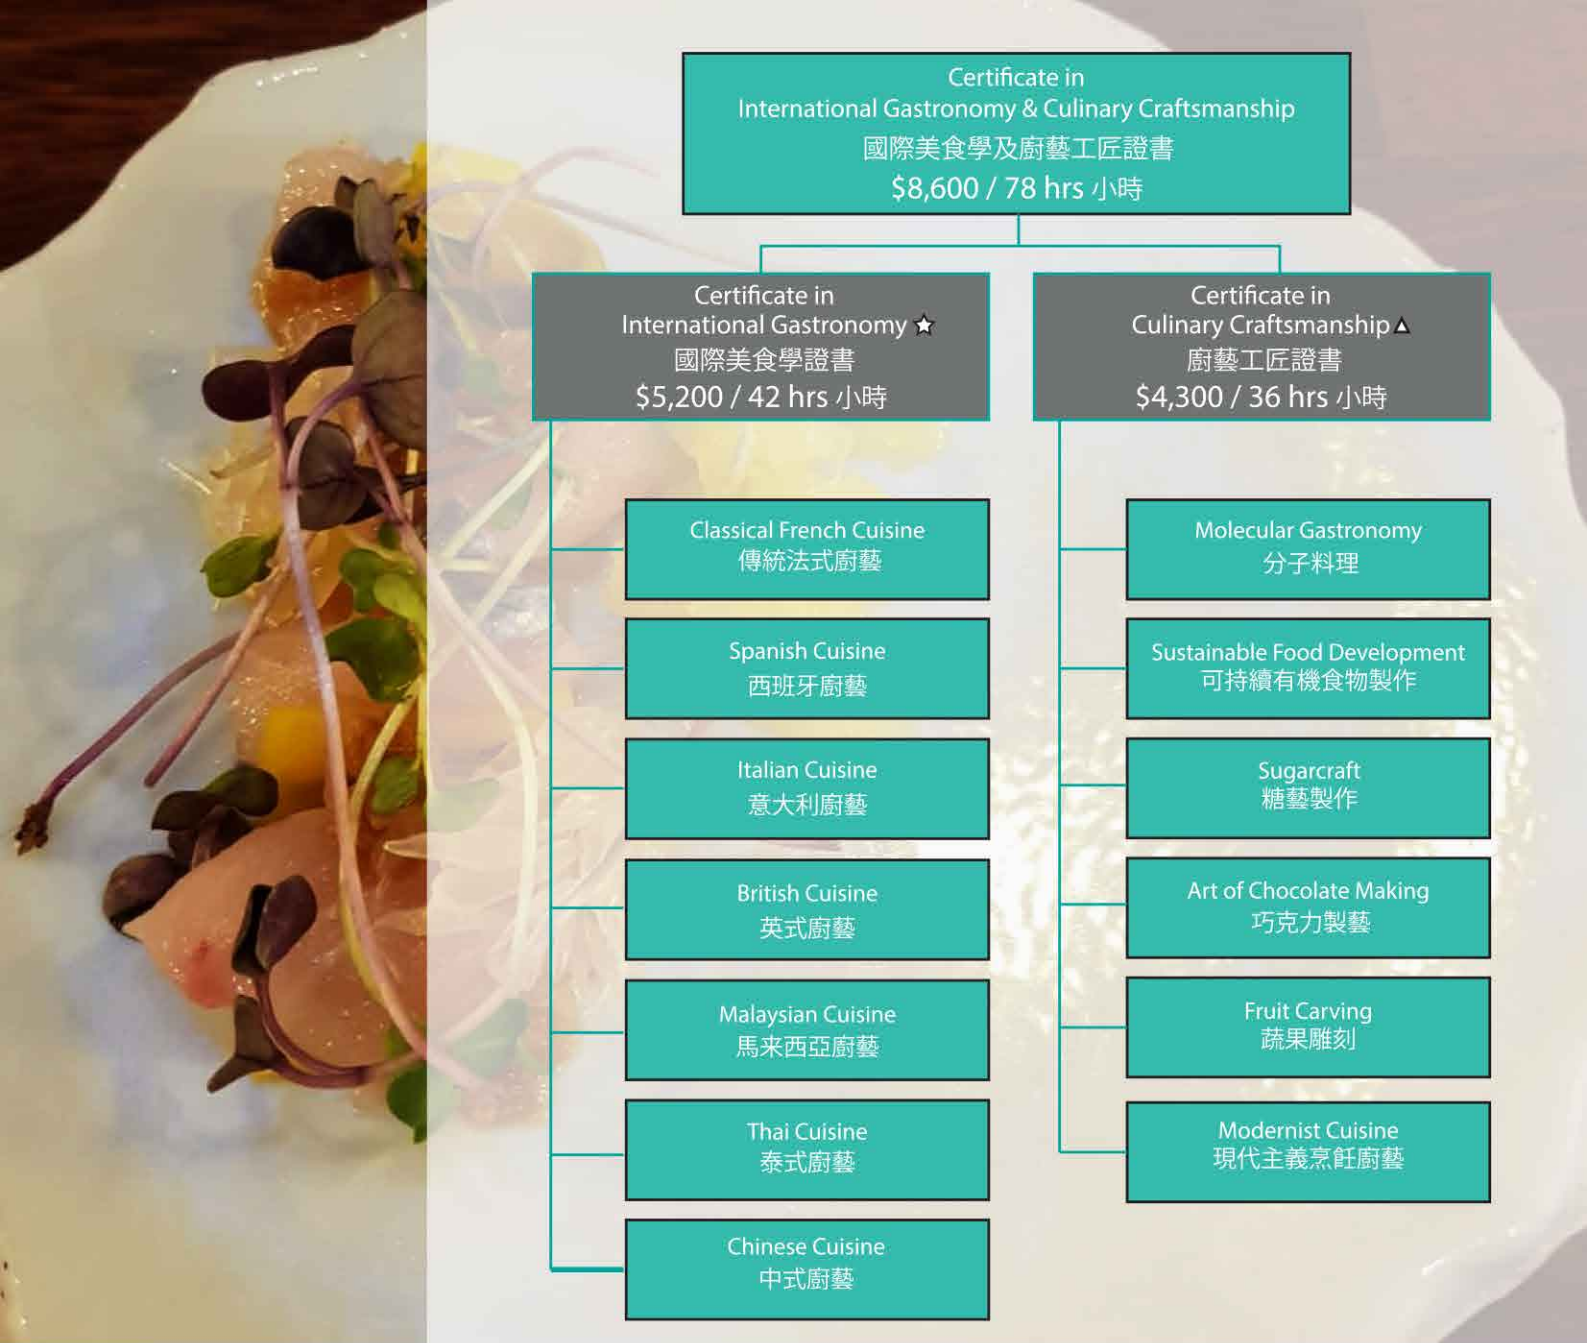 Certificate in
International Gastronomy & Culinary Craftsmanship
國際美食學及廚藝工匠證書
$8,600 / 78 hrs 小時
Certificate in
International Gastronomy ☆
國際美食學證書
$5,200 / 42 hrs 小時
Classical French Cuisine
傳統法式廚藝
Spanish Cuisine
西班牙廚藝
Italian Cuisine
意大利廚藝
British Cuisine
英式廚藝
Malaysian Cuisine
馬来西亞廚藝
Thai Cuisine
泰式廚藝
Chinese Cuisine
中式廚藝
Certificate in
Culinary Craftsmanship △
廚藝工匠證書
$4,300 / 36 hrs 小時
Molecular Gastronomy
分子料理
Sustainable Food Development
可持續有機食物製作
Sugarcraft
糖藝製作
Art of Chocolate Making
巧克力製藝
Fruit Carving
蔬果雕刻
Modernist Cuisine
現代主義烹飪廚藝